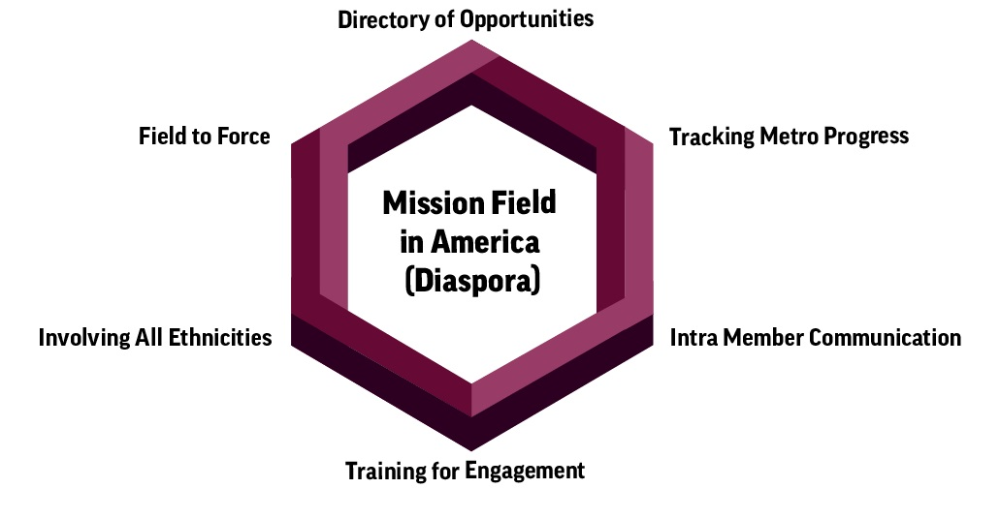 Directory of Opportunities
Field to Force
Tracking Metro Progress
Mission Field
in America
(Diaspora)
Involving All Ethnicities
Intra Member Communication
Training for Engagement